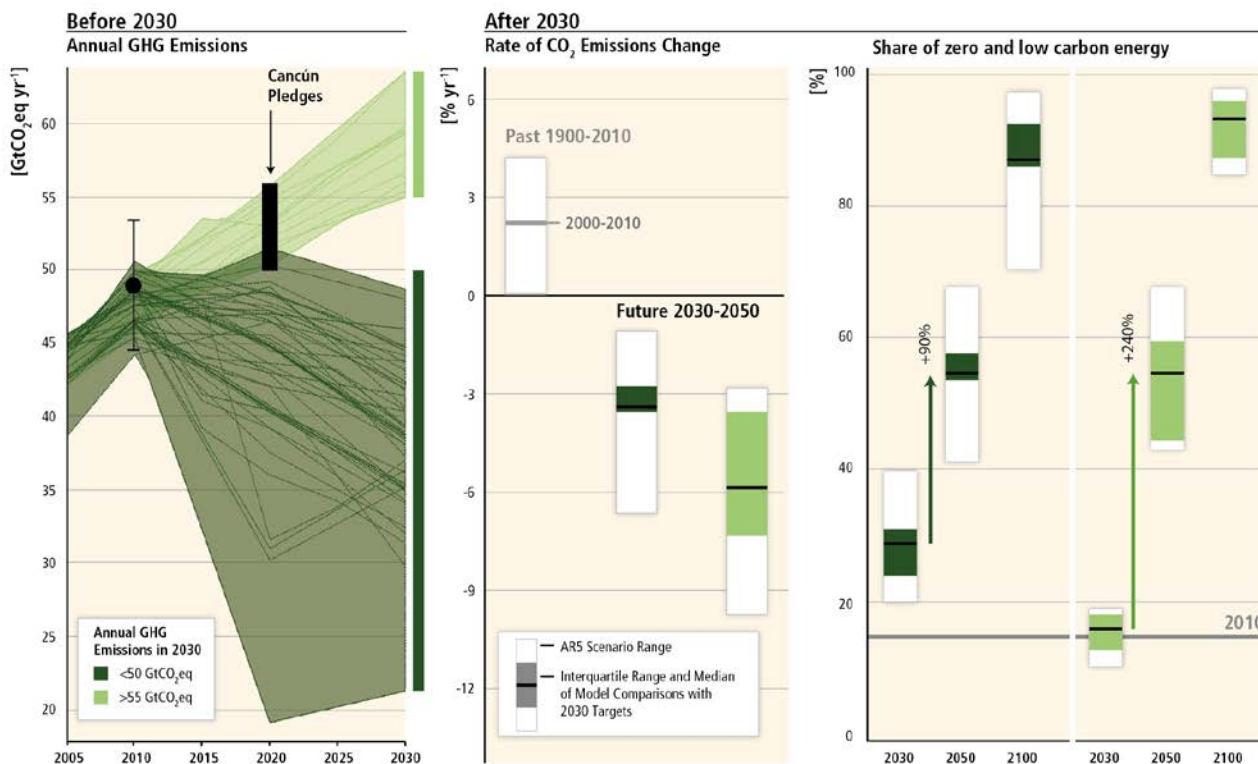 Before 2030
Annual GHG Emissions
[GtCO₂eq yr⁻¹]
60
55
50
45
40
35
30
25
20
2005
2010
2015
2020
2025
2030
Cancún
Pledges
Annual GHG
Emissions in 2030
<50 GtCO₂eq
>55 GtCO₂eq
After 2030
Rate of CO₂ Emissions Change
[% yr⁻¹]
6
3
0
-3
-6
-9
-12
Past 1900-2010
2000-2010
Future 2030-2050
AR5 Scenario Range
Interquartile Range and Median
of Model Comparisons with
2030 Targets
Share of zero and low carbon energy
[%]
100
80
60
40
20
0
+90%
+240%
2010
2030
2050
2100
2030
2050
2100